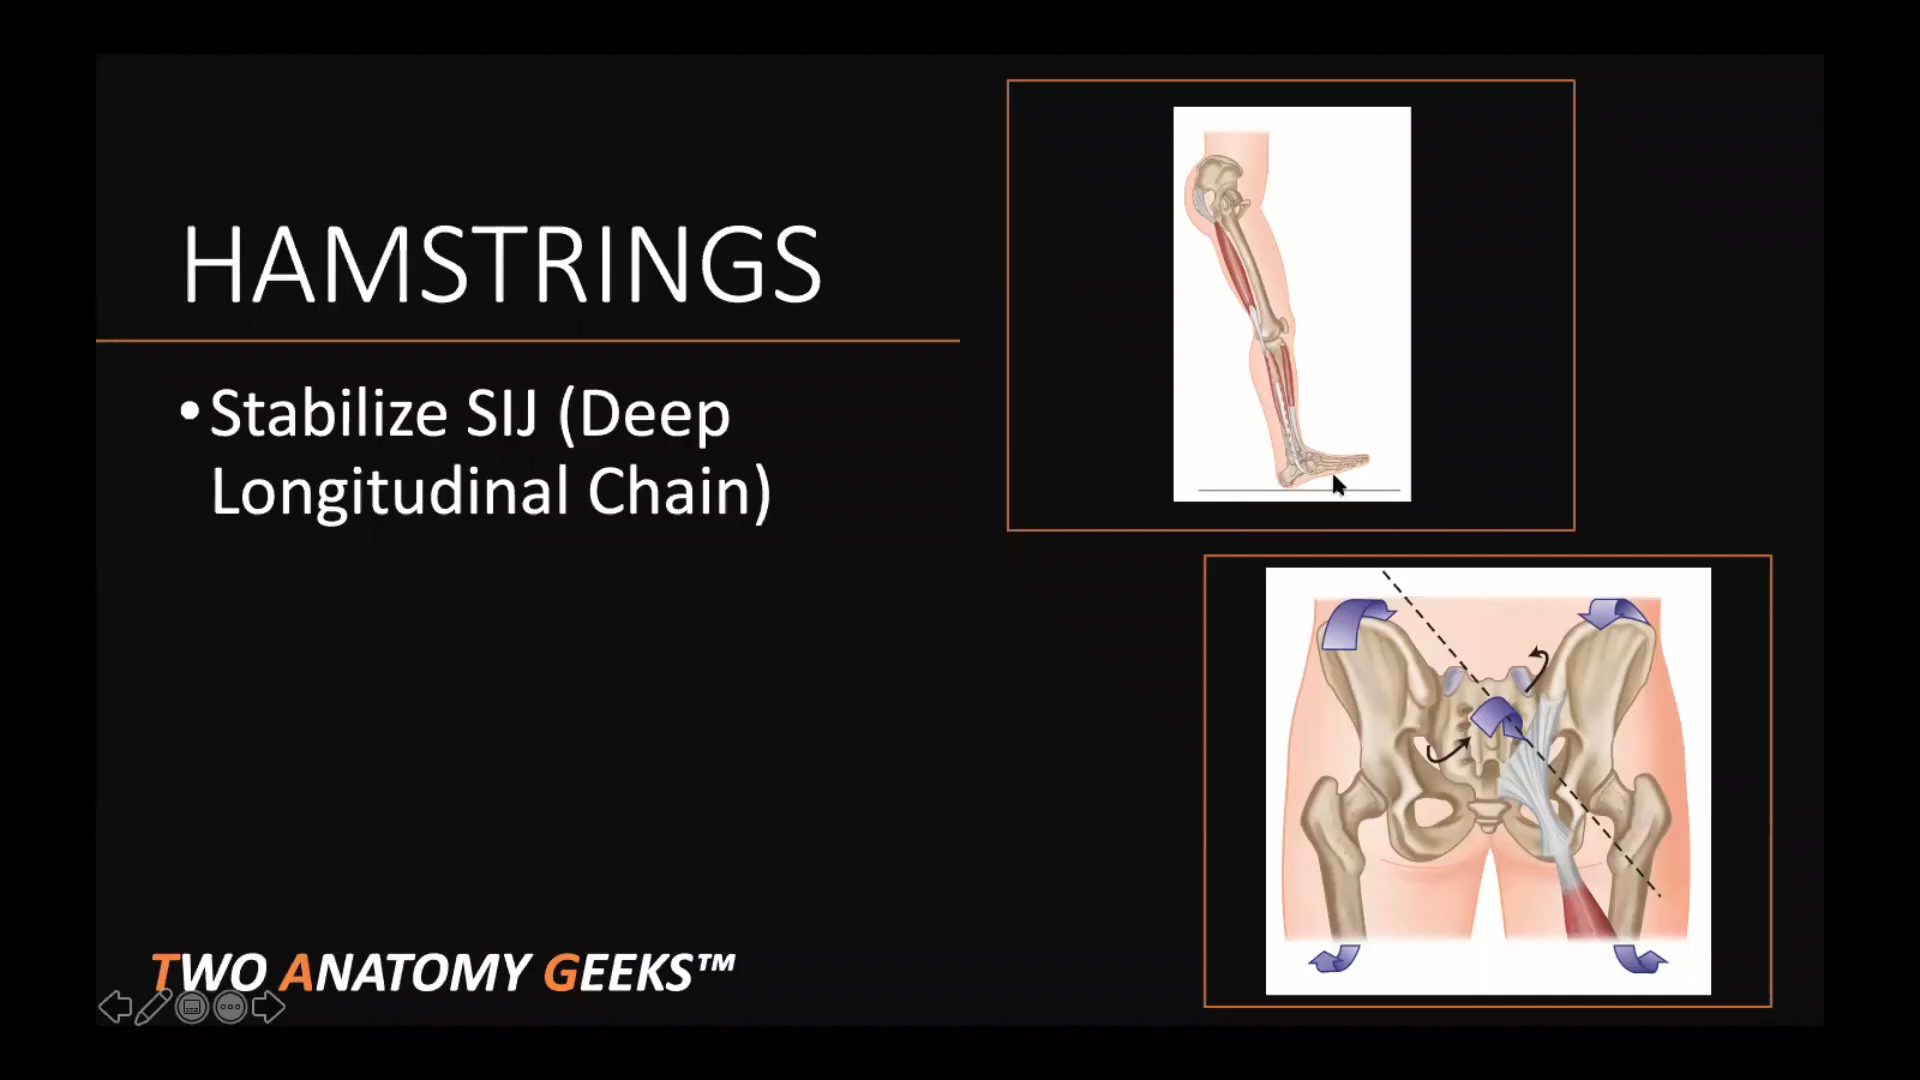 HAMSTRINGS
•Stabilize SIJ (Deep
Longitudinal Chain)
TWO ANATOMY GEEKS™